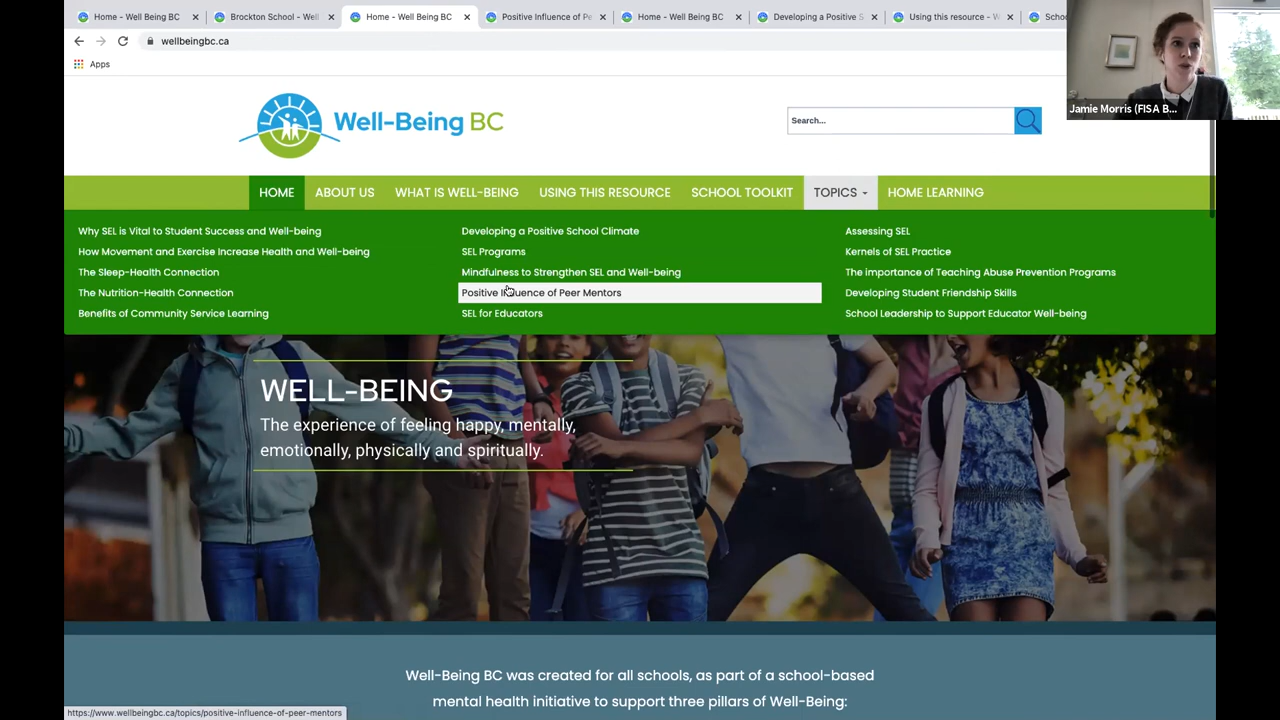 Home - Well Being BC
Brockton School - Well
Home - Well Being BC
Positive Influence of Pe
Home - Well Being BC
Developing a Positive S
Using this resource - W
Schoo
wellbeingbc.ca
Apps
Jamie Morris (FISA B...
Well-Being BC
Search...
HOME
ABOUT US
WHAT IS WELL-BEING
USING THIS RESOURCE
SCHOOL TOOLKIT
TOPICS
HOME LEARNING
Why SEL is Vital to Student Success and Well-being
How Movement and Exercise Increase Health and Well-being
The Sleep-Health Connection
The Nutrition-Health Connection
Benefits of Community Service Learning
Developing a Positive School Climate
SEL Programs
Mindfulness to Strengthen SEL and Well-being
Positive Influence of Peer Mentors
SEL for Educators
Assessing SEL
Kernels of SEL Practice
The importance of Teaching Abuse Prevention Programs
Developing Student Friendship Skills
School Leadership to Support Educator Well-being
WELL-BEING
The experience of feeling happy, mentally,
emotionally, physically and spiritually.
Well-Being BC was created for all schools, as part of a school-based
mental health initiative to support three pillars of Well-Being:
https://www.wellbeingbc.ca/topics/positive-influence-of-peer-mentors